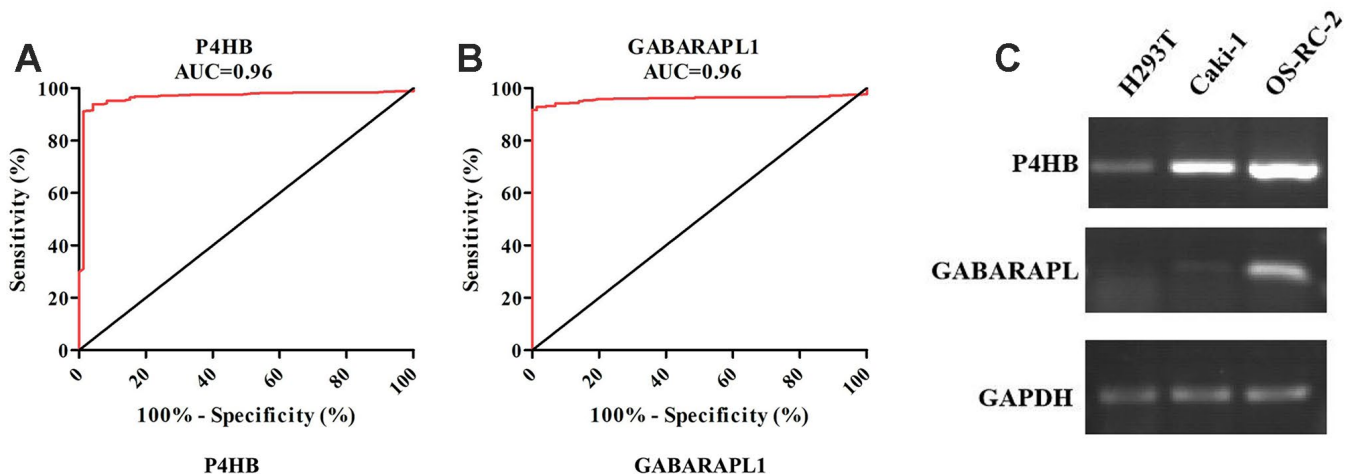 A
P4HB
AUC=0.96
100
80
60
40
20
0
Sensitivity (%)
0
20
40
60
80
100
100% - Specificity (%)
P4HB
B
GABARAPL1
AUC=0.96
100
80
60
40
20
0
Sensitivity (%)
0
20
40
60
80
100
100% - Specificity (%)
GABARAPL1
C
H293T
Caki-1
OS-RC-2
P4HB
GABARAPL
GAPDH